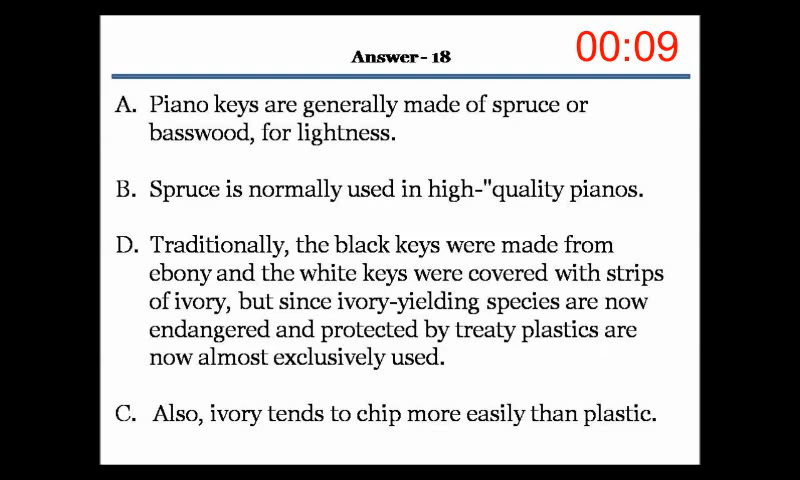 Answer- 18
00:09
A. Piano keys are generally made of spruce or
basswood, for lightness.
B. Spruce is normally used in high-"quality pianos.
D. Traditionally, the black keys were made from
ebony and the white keys were covered with strips
of ivory, but since ivory-yielding species are now
endangered and protected by treaty plastics are
now almost exclusively used.
C. Also, ivory tends to chip more easily than plastic.